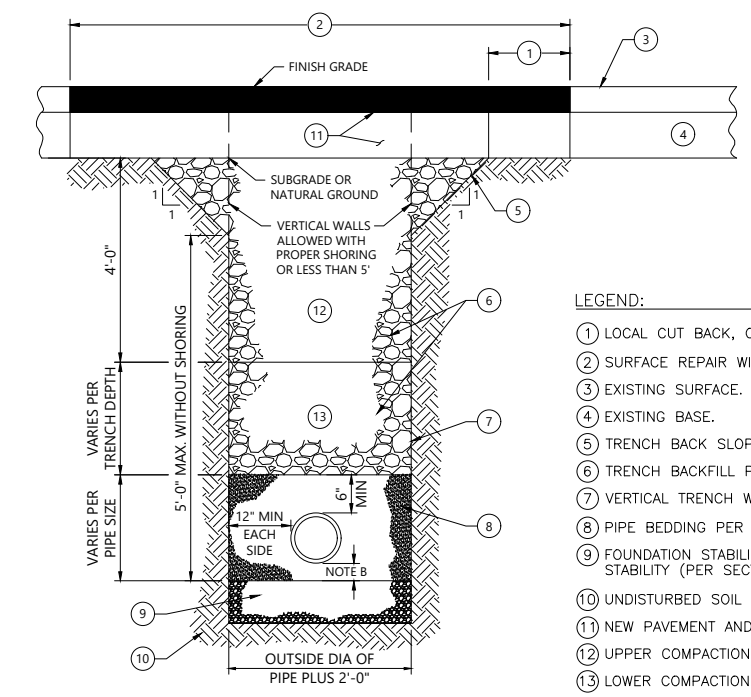 2
1
3
FINISH GRADE
11
4
SUBGRADE OR
NATURAL GROUND
1
1
1
1
5
VERTICAL WALLS
ALLOWED WITH
PROPER SHORING
OR LESS THAN 5'
4'-0"
12
6
5'-0" MAX. WITHOUT SHORING
VARIES PER
TRENCH DEPTH
13
7
6"
MIN
VARIES PER
PIPE SIZE
12" MIN
EACH
SIDE
8
NOTE B
9
10
OUTSIDE DIA OF
PIPE PLUS 2'-0"
LEGEND:
1 LOCAL CUT BACK,
2 SURFACE REPAIR
3 EXISTING SURFACE.
4 EXISTING BASE.
5 TRENCH BACK
6 TRENCH BACKFILL
7 VERTICAL TRENCH
8 PIPE BEDDING PER
9 FOUNDATION
STABILITY (PER
10 UNDISTURBED SOIL
11 NEW PAVEMENT AND
12 UPPER COMPACTION
13 LOWER COMPACTION